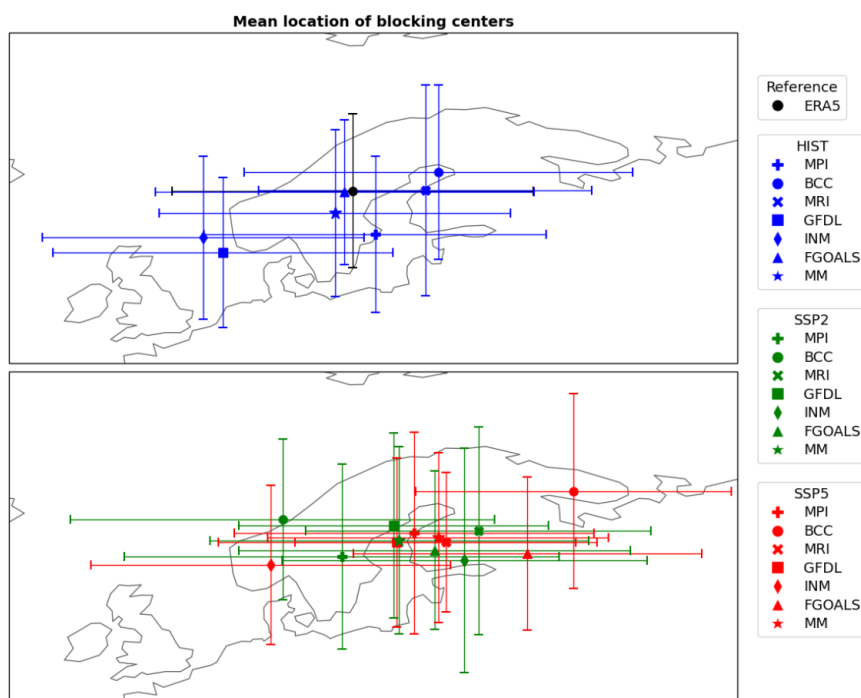 Mean location of blocking centers
Reference
ERA5
HIST
MPI
BCC
MRI
GFDL
INM
FGOALS
MM
SSP2
MPI
BCC
MRI
GFDL
INM
FGOALS
MM
SSP5
MPI
BCC
MRI
GFDL
INM
FGOALS
MM